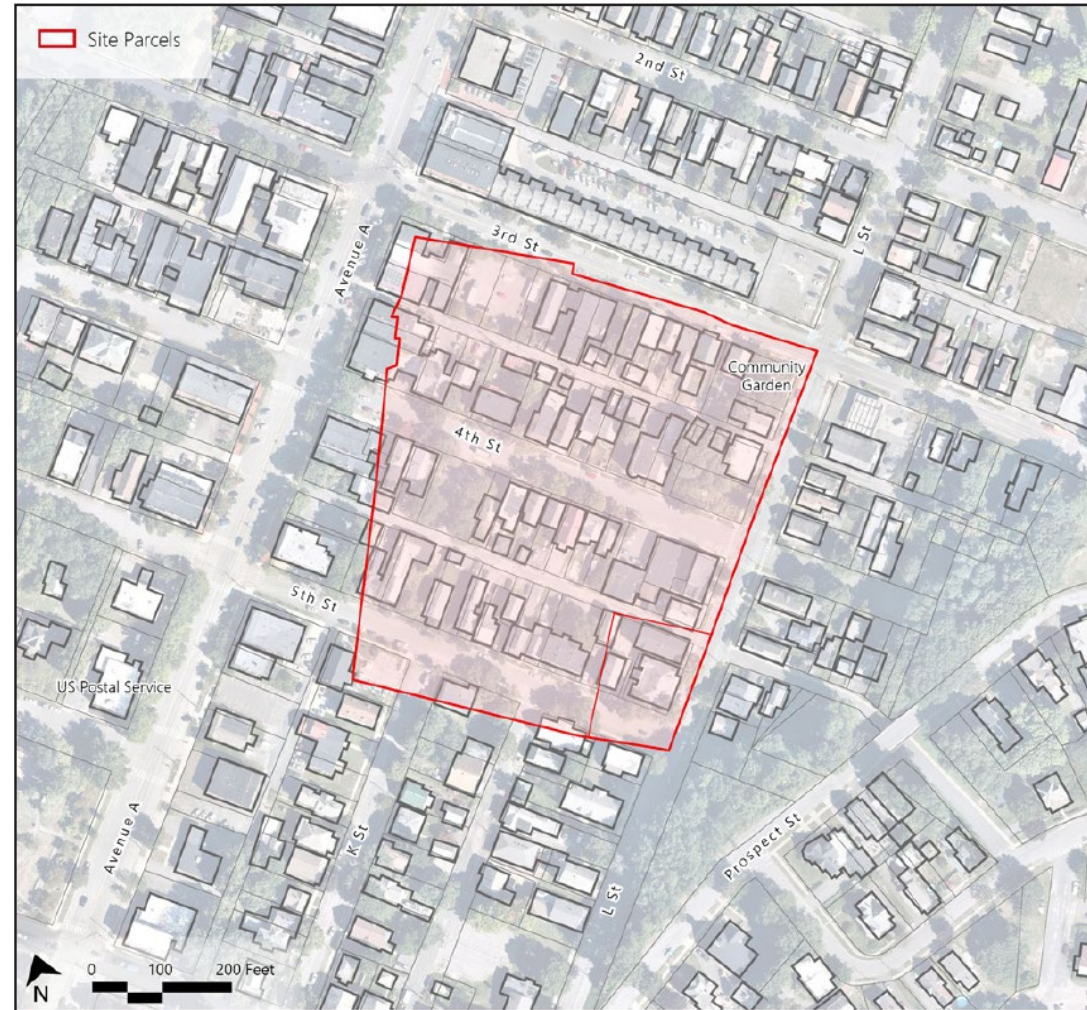 Site Parcels
2nd St
L St
3rd St
Avenue A
Community
Garden
4th St
5th St
US Postal Service
Avenue A
K St
L St
Prospect St
0 100 200 Feet
N